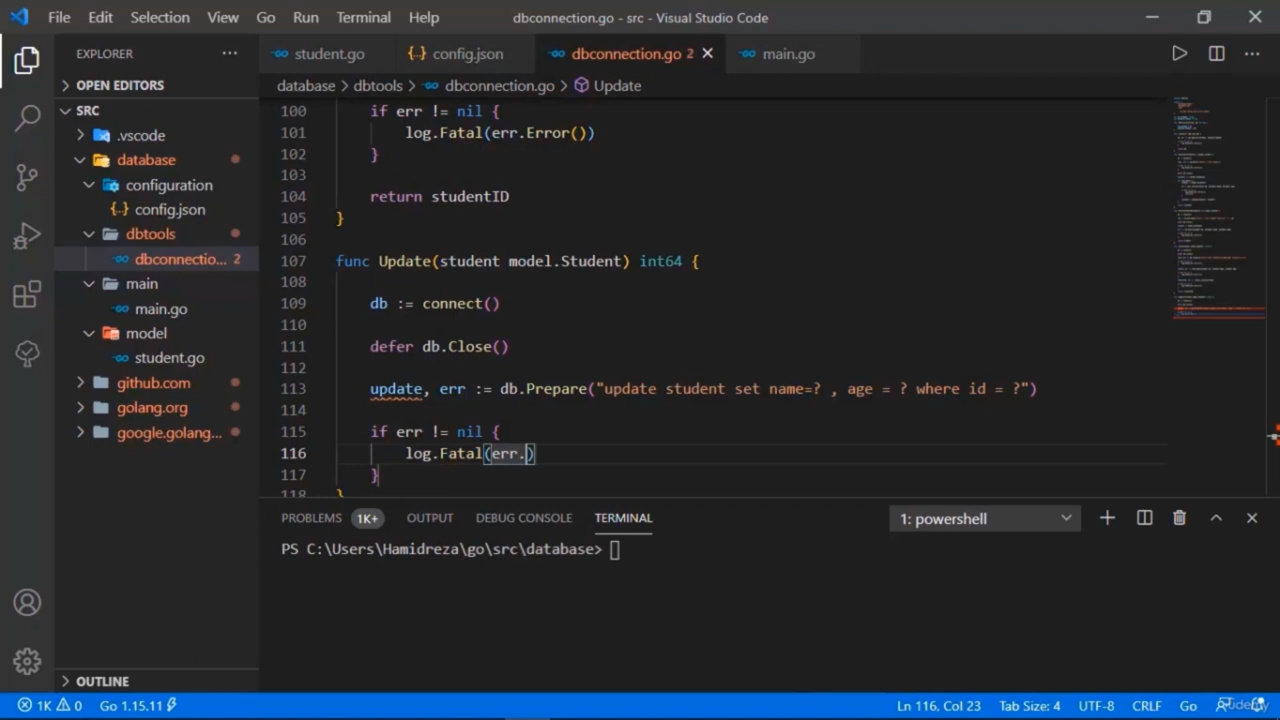 File Edit Selection View Go Run Terminal Help dbconnection.go - src - Visual Studio Code
EXPLORER ...
student.go config.json dbconnection.go 2 main.go
OPEN EDITORS
database > dbtools > dbconnection.go > Update
SRC
.vscode
database
configuration
config.json
dbtools
dbconnectio... 2
main
main.go
model
student.go
github.com
golang.org
google.golang...
OUTLINE
100 if err != nil {
101 log.Fatal(err.Error())
102 }
103
104 return studentID
105 }
106
107 func Update(student model.Student) int64 {
108
109 db := connect()
110
111 defer db.Close()
112
113 update, err := db.Prepare("update student set name=? , age = ? where id = ?")
114
115 if err != nil {
116 log.Fatal(err.)
117 }
118 }
PROBLEMS 1K+ OUTPUT DEBUG CONSOLE TERMINAL 1: powershell
PS C:\Users\Hamidreza\go\src\database>
1K 0 Go 1.15.11 Ln 116, Col 23 Tab Size: 4 UTF-8 CRLF Go